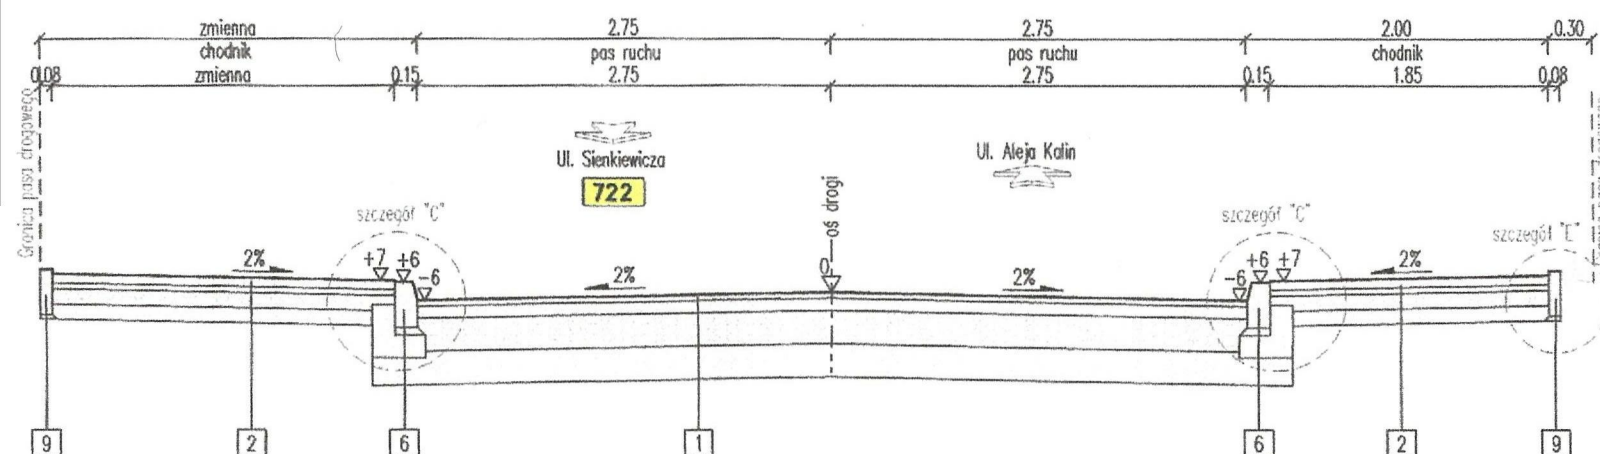 zmienna 2.75 2.75 2.00 0.30
chodnik pas ruchu pas ruchu chodnik
0.08 zmienna 0.15 2.75 2.75 0.15 1.85 0.08
Granica pasa drogowego
Ul. Sienkiewicza
722
Ul. Aleja Kalin
oś drogi
szczegół "C" szczegół "C" szczegół "E"
2% +7 +6 -6 2% 0 2% -6 +6 +7 2%
9 2 6 1 6 2 9